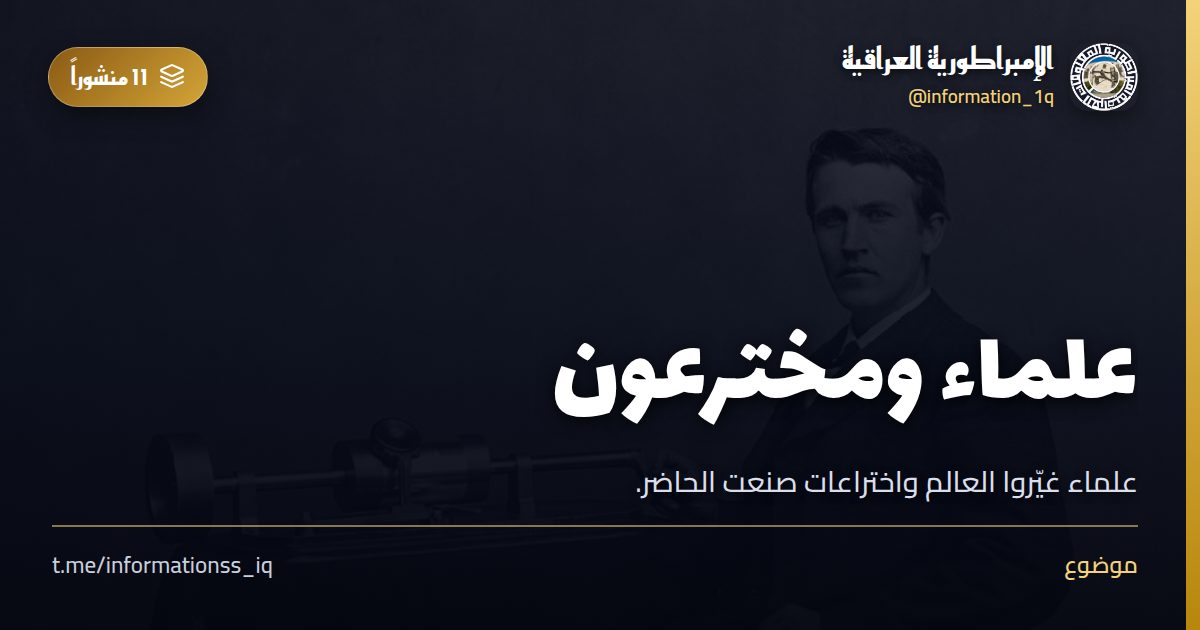 الإمبراطورية العراقية
@information_1q
11 منشوراً
علماء ومخترعون
علماء غيّروا العالم واختراعات صنعت الحاضر.
موضوع
t.me/informationss_iq